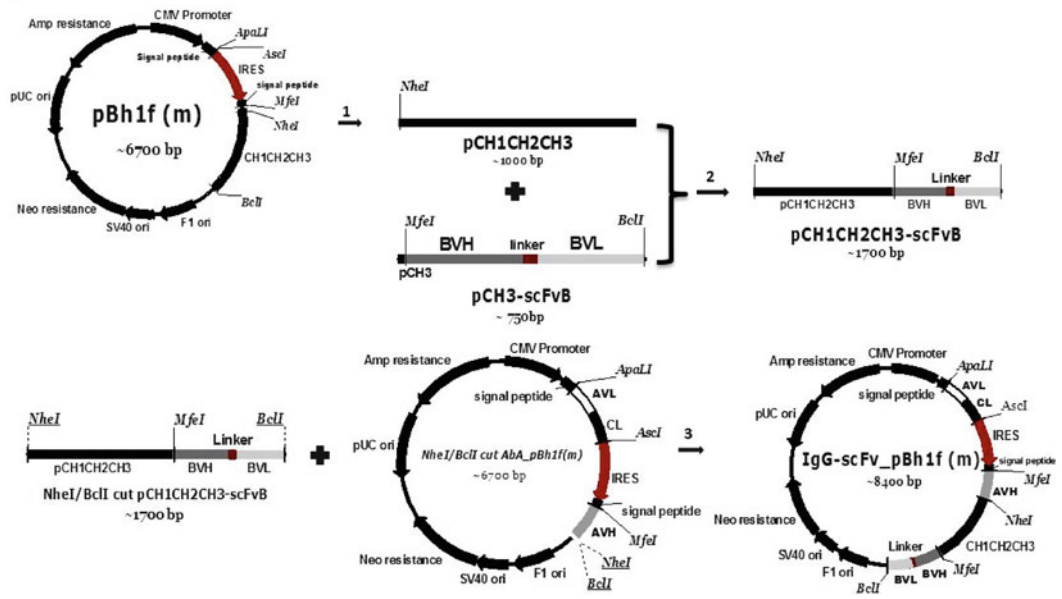 CMV Promoter
Amp resistance
ApaLI
AscI
Signal peptide
IRES
signal peptide
MfeI
NheI
pUC ori
pBh1f (m)
~6700 bp
CH1CH2CH3
BclI
Neo resistance
SV40 ori
F1 ori
1
NheI
pCH1CH2CH3
~1000 bp
MfeI
BclI
BVH
linker
BVL
pCH3
pCH3-scFvB
~ 750bp
2
NheI
MfeI
BclI
Linker
pCH1CH2CH3
BVH
BVL
pCH1CH2CH3-scFvB
~1700 bp
NheI
MfeI
BclI
Linker
pCH1CH2CH3
BVH
BVL
NheI/BclI cut pCH1CH2CH3-scFvB
~1700 bp
CMV Promoter
Amp resistance
ApaLI
signal peptide
AVL
CL
AscI
pUC ori
NheI/BclI cut AbA_pBh1f(m)
~6700 bp
IRES
signal peptide
MfeI
AVH
NheI
BclI
Neo resistance
SV40 ori
F1 ori
3
CMV Promoter
Amp resistance
ApaLI
signal peptide
AVL
CL
AscI
IRES
pUC ori
IgG-scFv_pBh1f (m)
~8400 bp
signal peptide
MfeI
AVH
NheI
CH1CH2CH3
Neo resistance
Linker
MfeI
SV40 ori
F1 ori
BclI
BVL
BVH